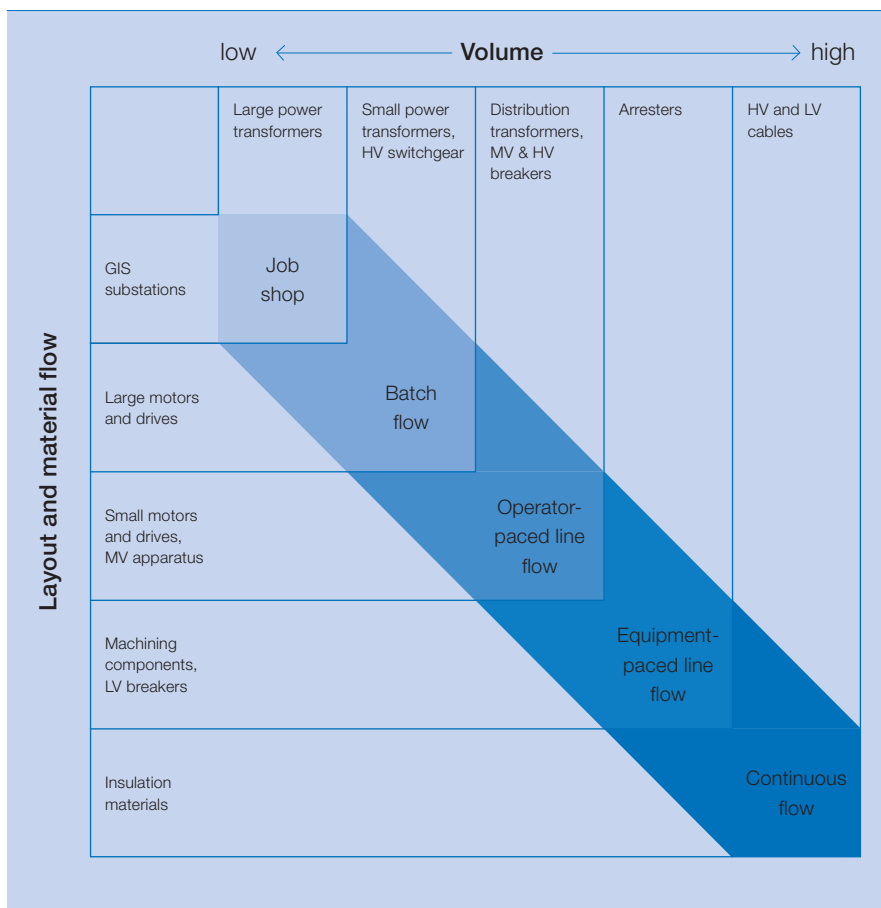 low Volume high
Large power
transformers
Small power
transformers,
HV switchgear
Distribution
transformers,
MV & HV
breakers
Arresters
HV and LV
cables
Layout and material flow
GIS
substations
Job
shop
Large motors
and drives
Batch
flow
Small motors
and drives,
MV apparatus
Operator-
paced line
flow
Machining
components,
LV breakers
Equipment-
paced line
flow
Insulation
materials
Continuous
flow